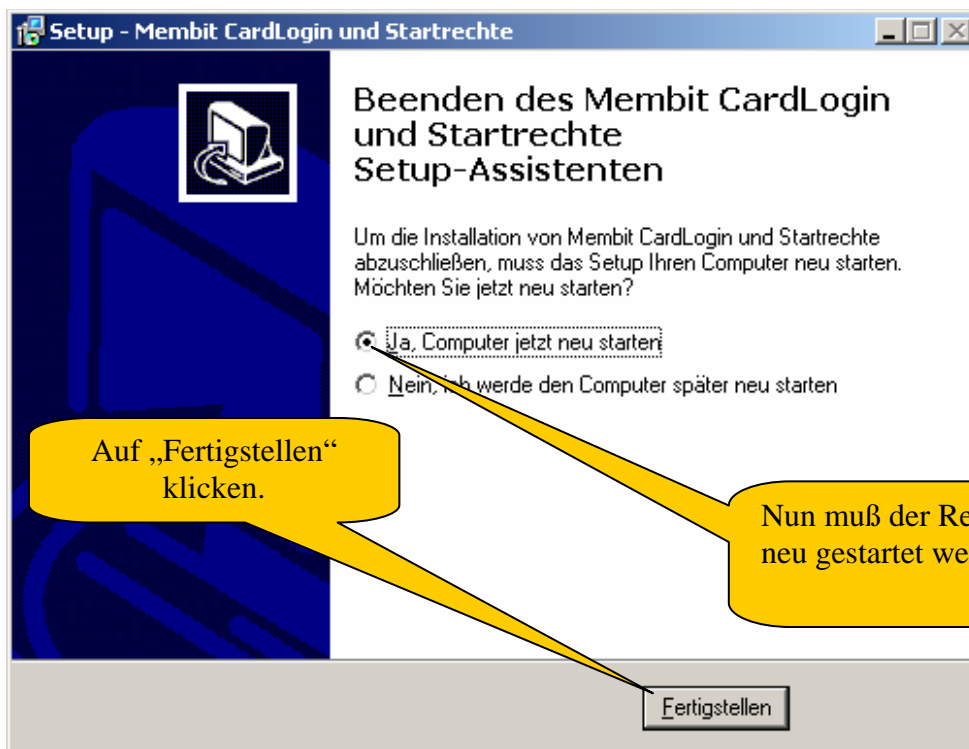 Setup - Membit CardLogin und Startrechte
Beenden des Membit CardLogin
und Startrechte
Setup-Assistenten
Um die Installation von Membit CardLogin und Startrechte
abzuschließen, muss das Setup Ihren Computer neu starten.
Möchten Sie jetzt neu starten?
Ja, Computer jetzt neu starten
Nein, ich werde den Computer später neu starten
Auf „Fertigstellen“
klicken.
Nun muß der
neu gestartet
Fertigstellen